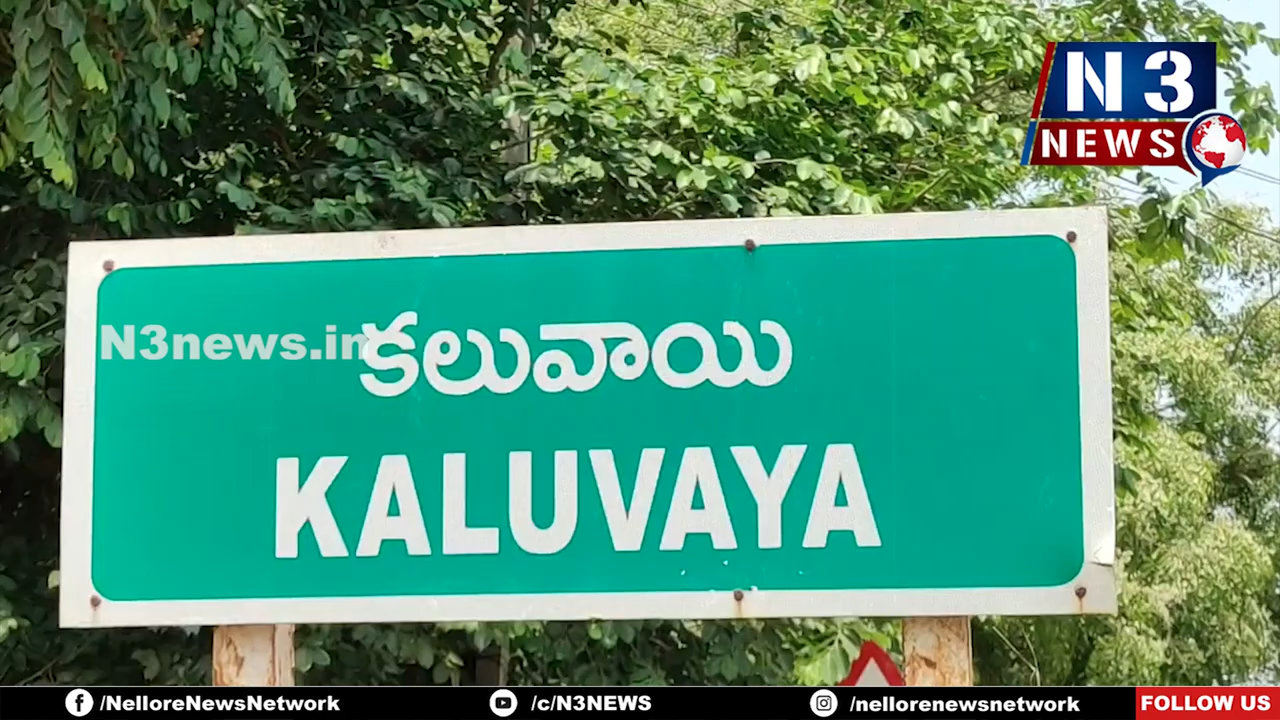 N3
NEWS
N3news.in
కలువాయి
KALUVAYA
/NelloreNewsNetwork /c/N3NEWS /nellorenewsnetwork FOLLOW US